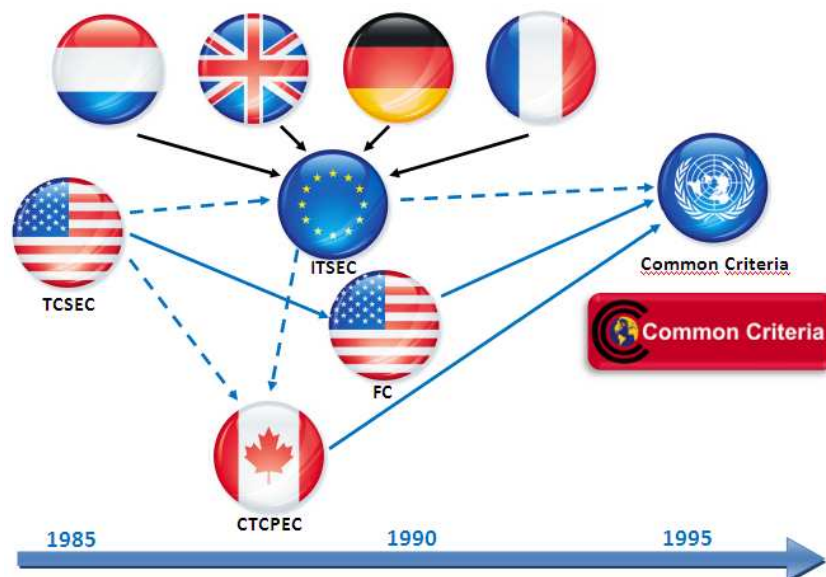 ITSEC
TCSEC
Common Criteria
Common Criteria
FC
CTCPEC
1985
1990
1995